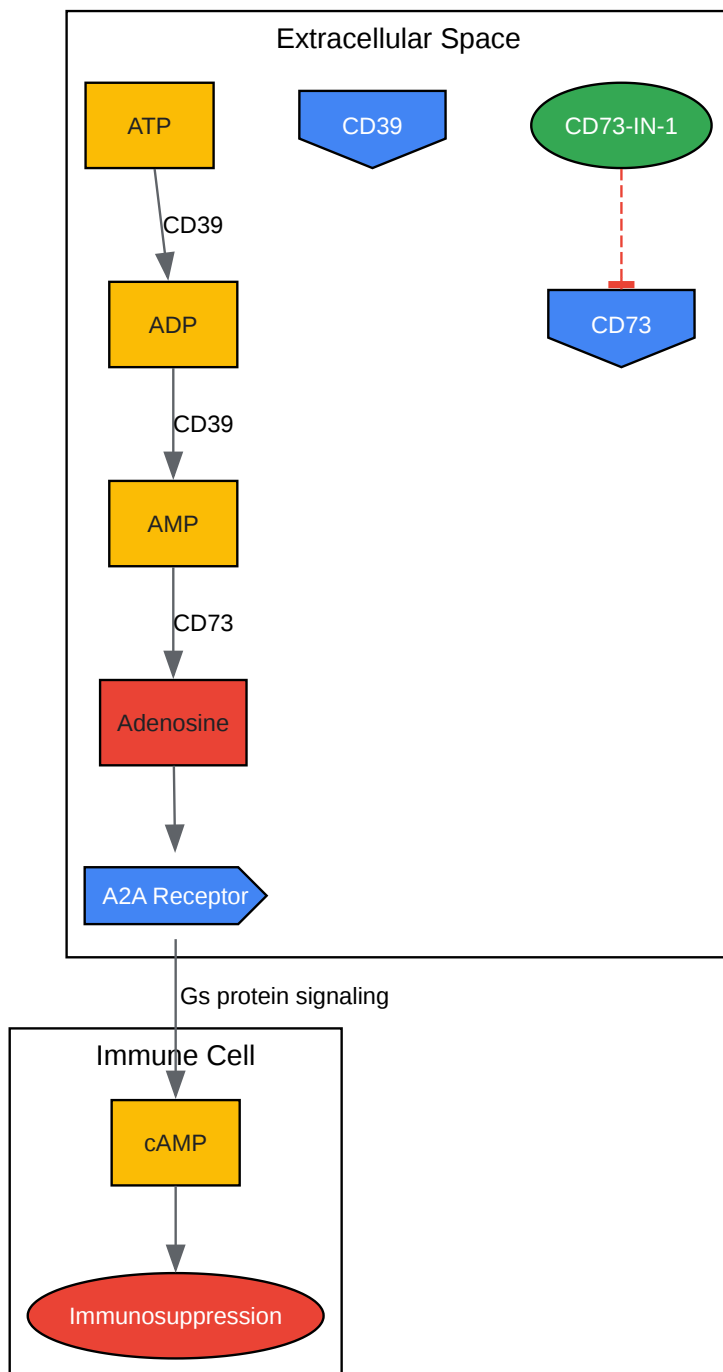 Extracellular Space
ATP
CD39
CD73-IN-1
CD39
ADP
CD73
CD39
AMP
CD73
Adenosine
A2A Receptor
Gs protein signaling
Immune Cell
cAMP
Immunosuppression